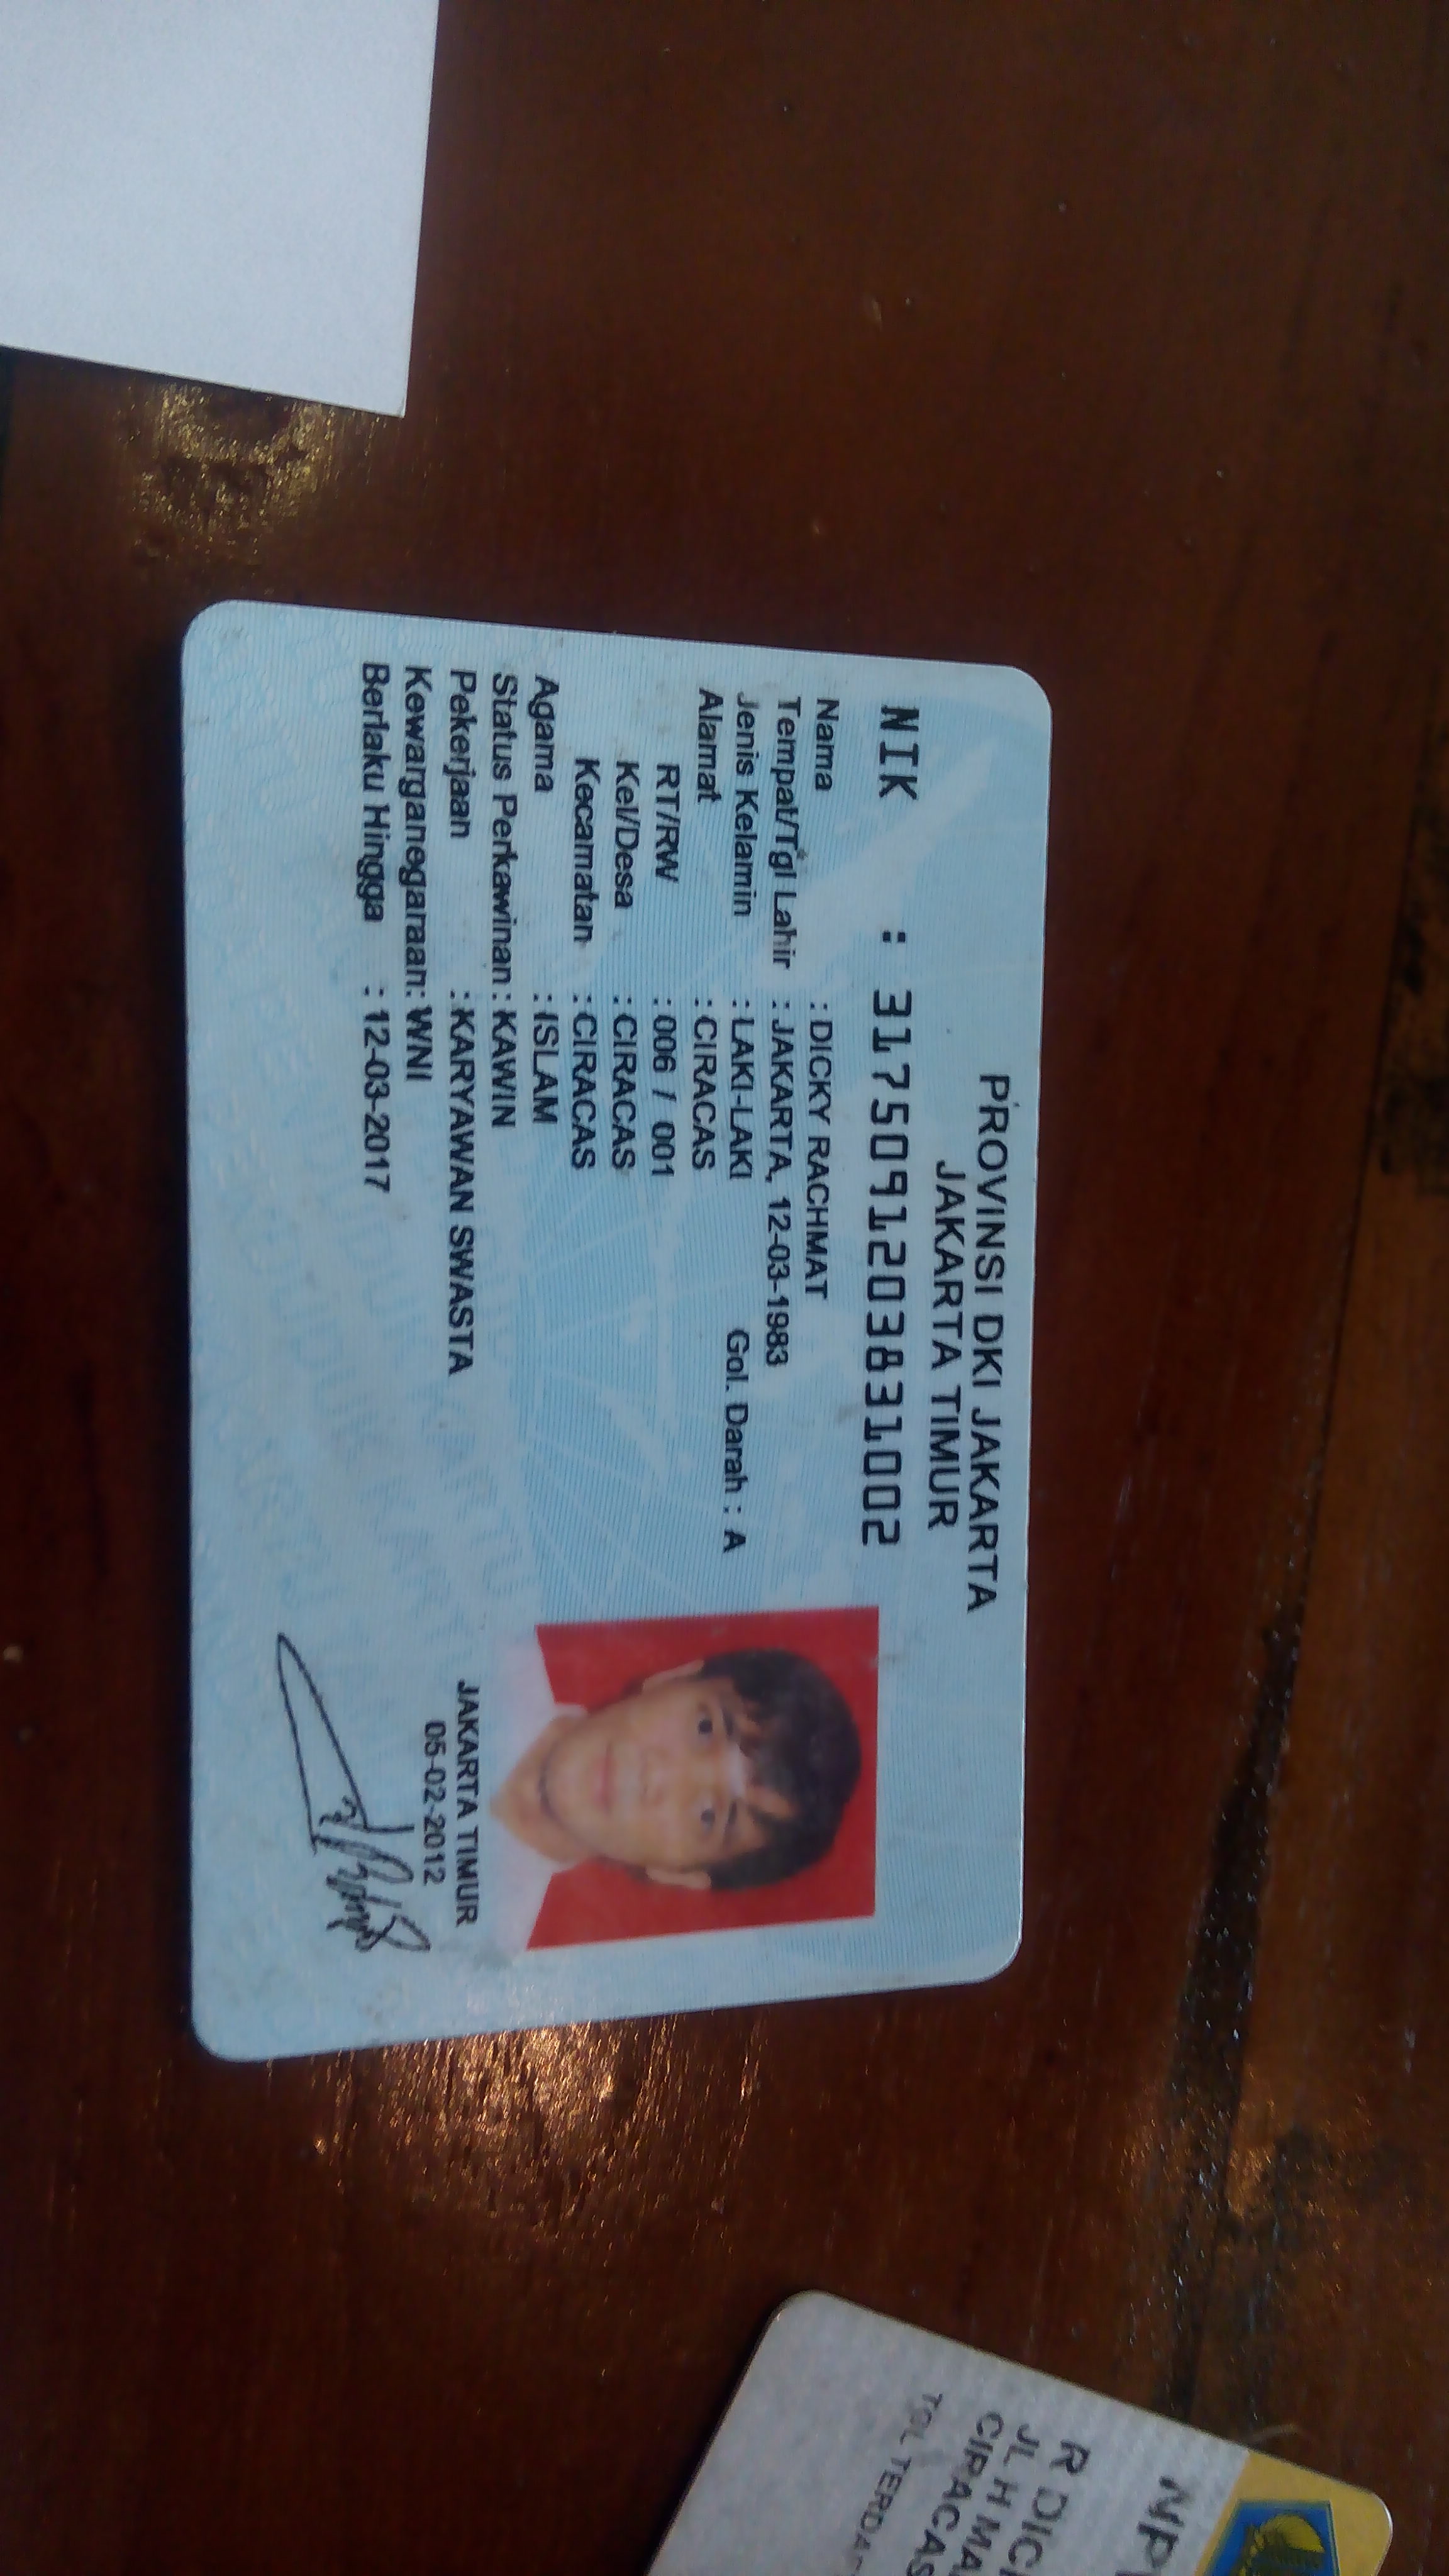 PROVINSI DKI JAKARTA
JAKARTA TIMUR
NIK : 3175091203831002
Nama : DICKY RACHMAT
Tempat/Tgl Lahir : JAKARTA, 12-03-1983
Jenis Kelamin : LAKI-LAKI Gol. Darah : A
Alamat : CIRACAS
RT/RW : 006 / 001
Kel/Desa : CIRACAS
Kecamatan : CIRACAS
Agama : ISLAM
Status Perkawinan : KAWIN
Pekerjaan : KARYAWAN SWASTA
Kewarganegaraan: WNI
Berlaku Hingga : 12-03-2017
JAKARTA TIMUR
05-02-2012
R DIC
JL H MA
CIRACAS
TGL TERDA